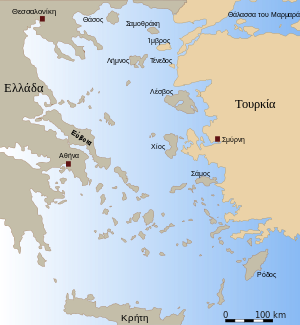 Θεσσαλονίκη
Θάσος
Σαμοθράκη
Θάλασσα του Μαρμαρά
Ίμβρος
Λήμνος
Τένεδος
Ελλάδα
Λέσβος
Τουρκία
Εύβοια
Σμύρνη
Χίος
Αθήνα
Σάμος
Ρόδος
Κρήτη
0 100 km